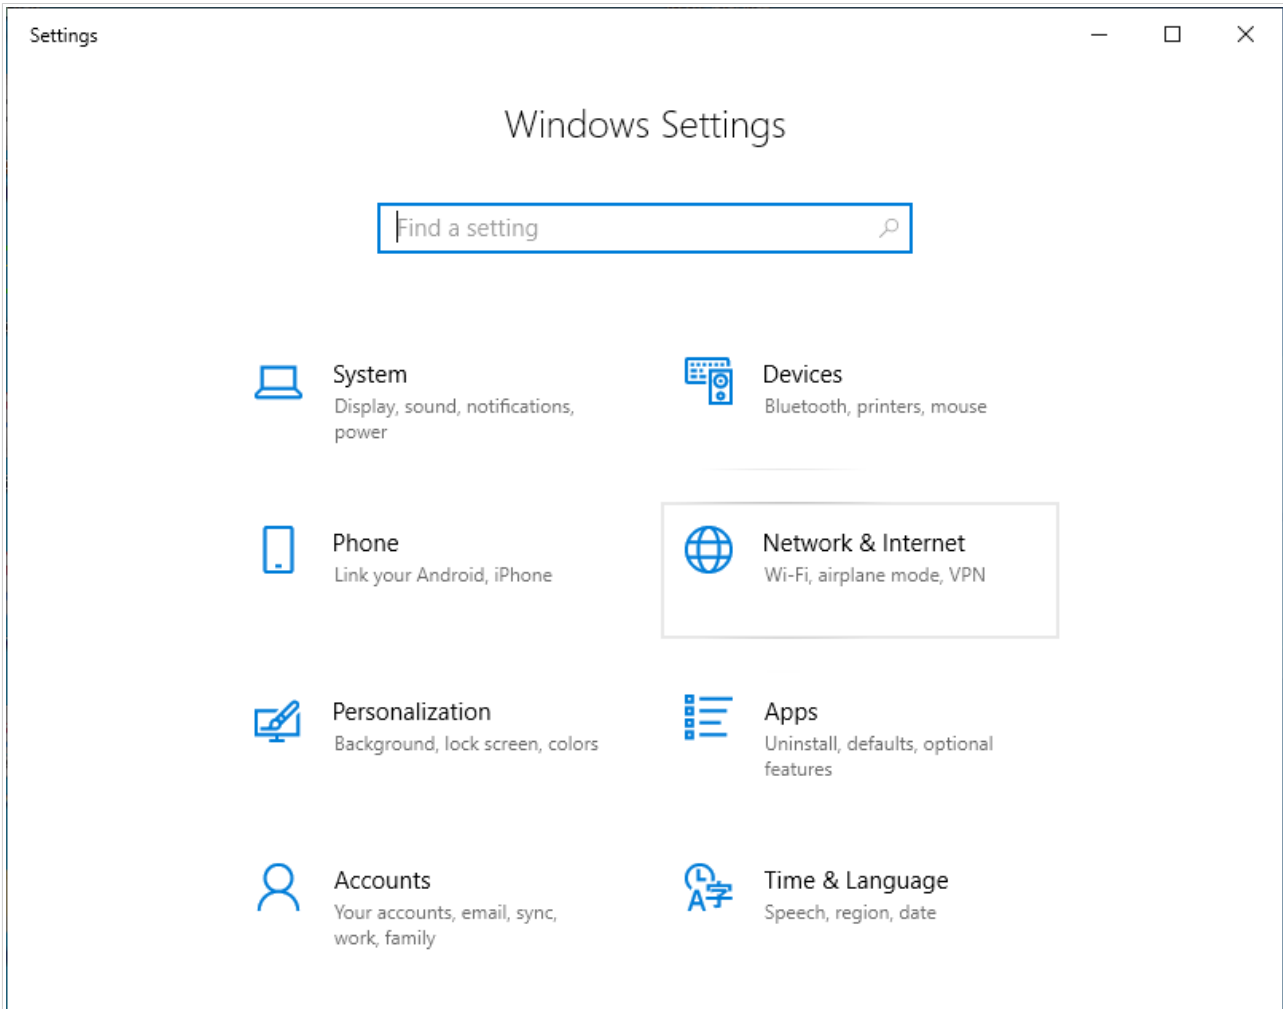 Settings
Windows Settings
Find a setting
System
Display, sound, notifications,
power
Devices
Bluetooth, printers, mouse
Phone
Link your Android, iPhone
Network & Internet
Wi-Fi, airplane mode, VPN
Personalization
Background, lock screen, colors
Apps
Uninstall, defaults, optional
features
Accounts
Your accounts, email, sync,
work, family
Time & Language
Speech, region, date